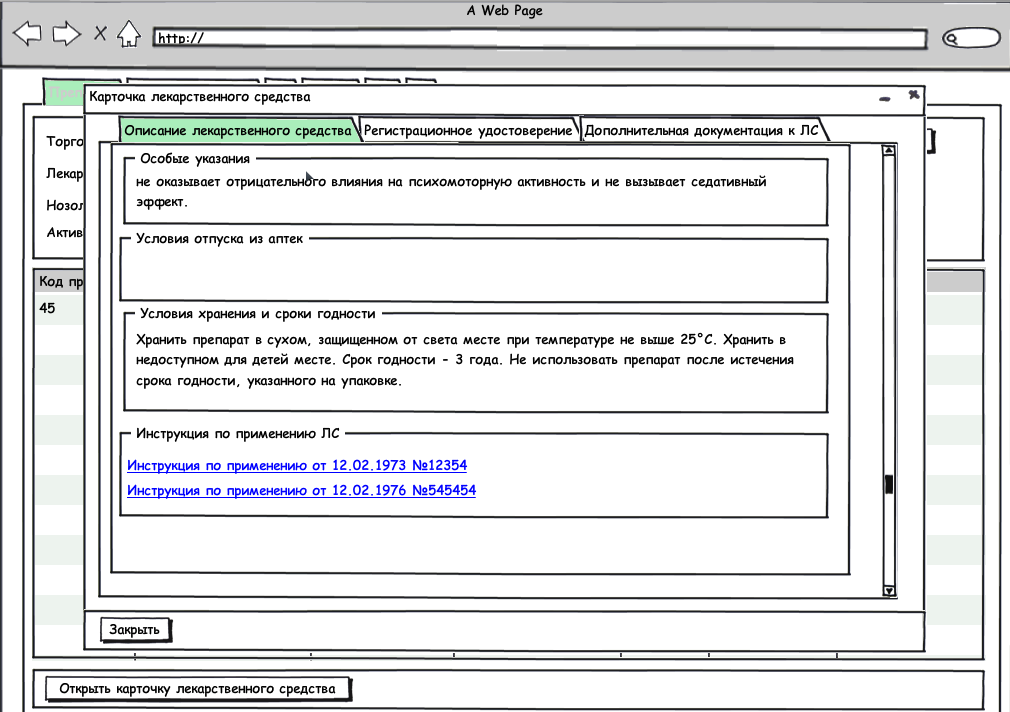 A Web Page
http://
Карточка лекарственного средства
Описание лекарственного средства
Регистрационное удостоверение
Дополнительная документация к ЛС
Торго
Лекар
Нозол
Актив
Код пр
45
Особые указания
не оказывает отрицательного влияния на психомоторную активность и не вызывает седативный
эффект.
Условия отпуска из аптек
Условия хранения и сроки годности
Хранить препарат в сухом, защищенном от света месте при температуре не выше 25°С. Хранить в
недоступном для детей месте. Срок годности - 3 года. Не использовать препарат после истечения
срока годности, указанного на упаковке.
Инструкция по применению ЛС
Инструкция по применению от 12.02.1973 №12354
Инструкция по применению от 12.02.1976 №545454
Закрыть
Открыть карточку лекарственного средства